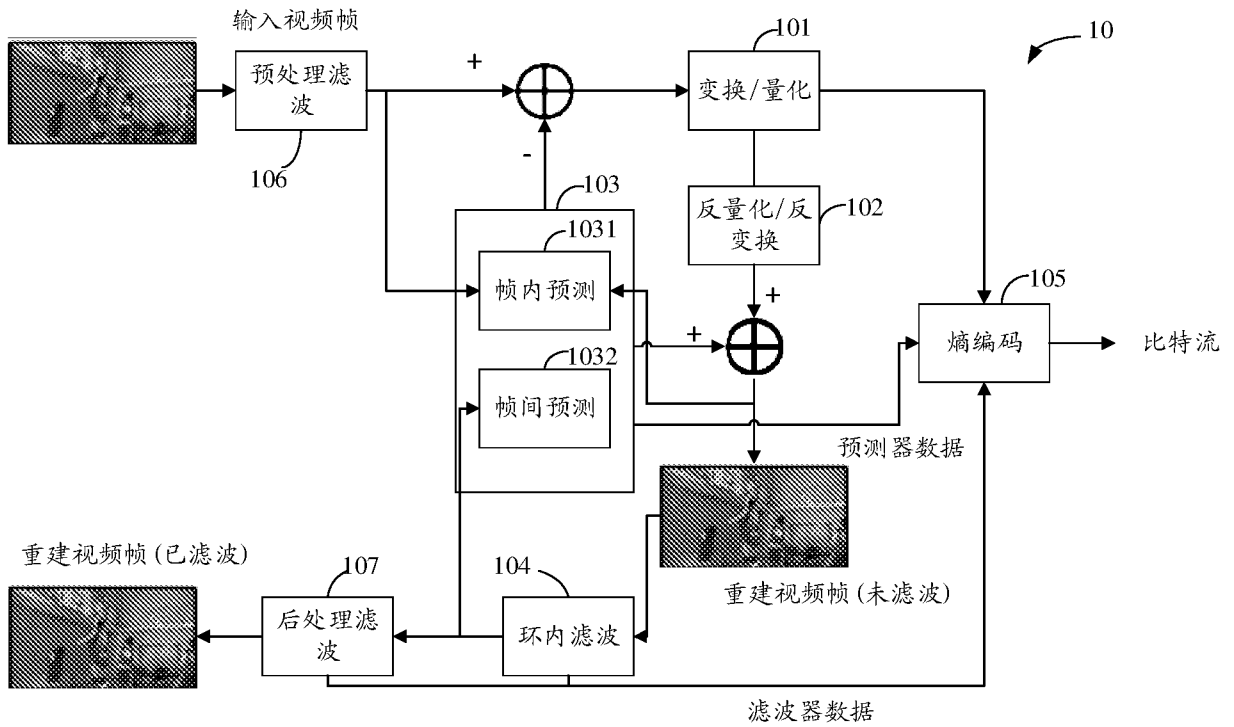 输入视频帧
101
10
+
预处理滤
波
变换/量化
-
106
103
反量化/反
变换
102
1031
帧内预测
+
105
+
熵编码
比特流
1032
帧间预测
预测器数据
重建视频帧(已滤波)
107
104
重建视频帧(未滤波)
后处理滤
波
环内滤波
滤波器数据